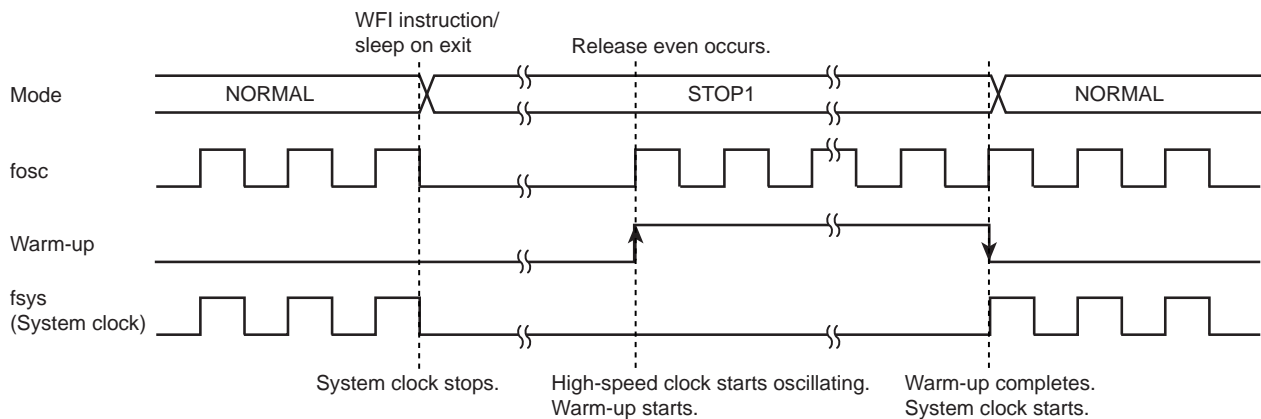 WFI instruction/
sleep on exit
Release even occurs.
Mode
NORMAL
STOP1
NORMAL
fosc
Warm-up
fsys
(System clock)
System clock stops.
High-speed clock starts oscillating.
Warm-up starts.
Warm-up completes.
System clock starts.